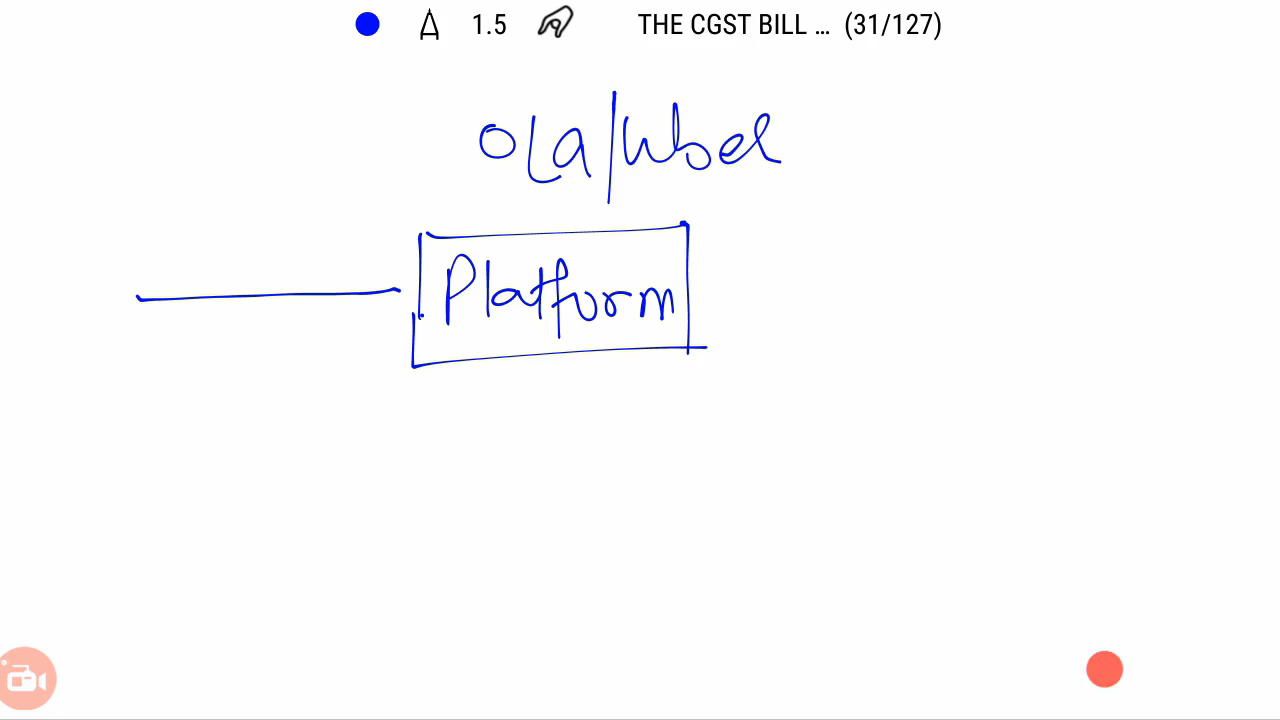 1.5 THE CGST BILL ... (31/127)
Ola/Uber
Platform